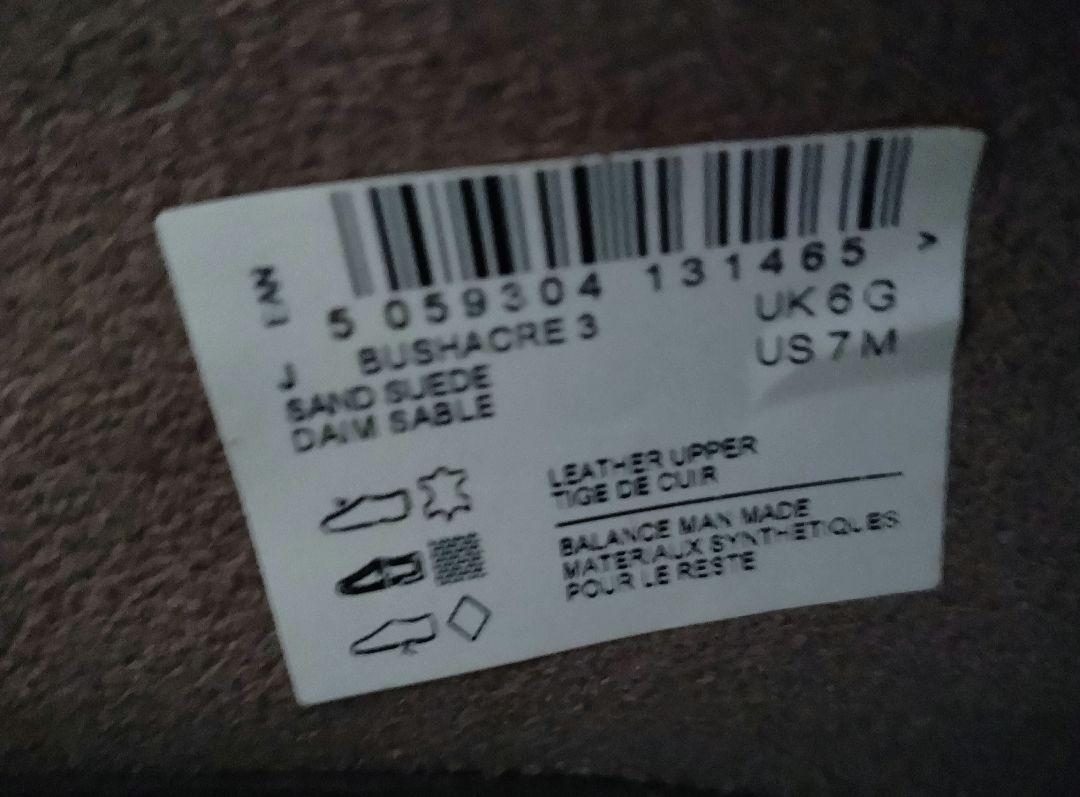 5 059304 131465 >
BUSHACRE 3
UK 6 G
US 7 M
J
SAND SUEDE
DAIM SABLE
LEATHER UPPER
TIGE DE CUIR
BALANCE MAN MADE
MATERIAUX SYNTHETIQUES
POUR LE RESTE